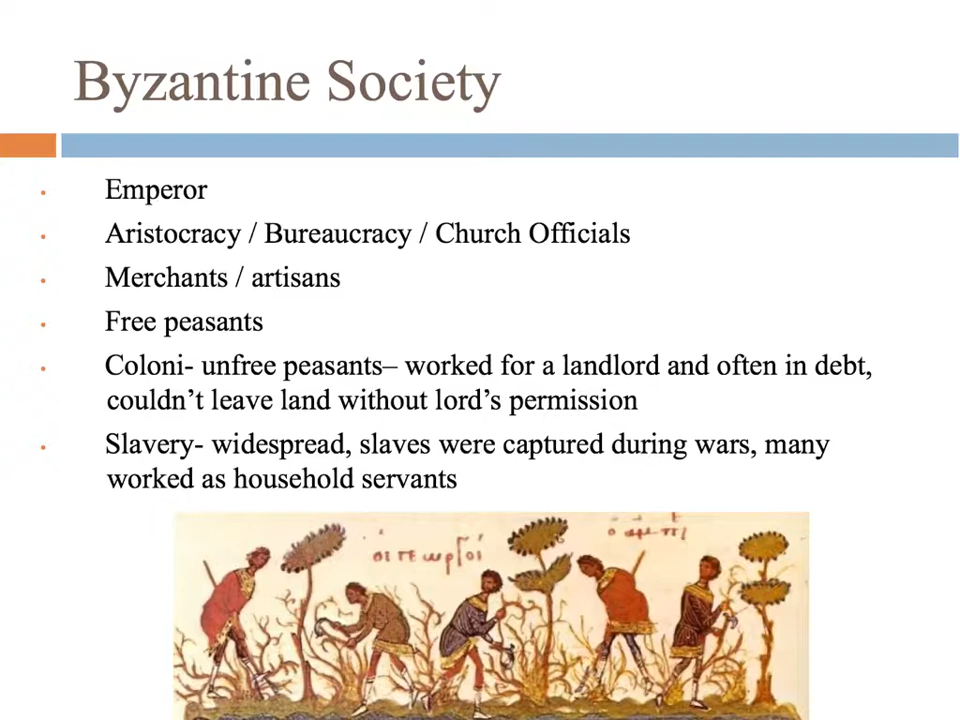 Byzantine Society
Emperor
Aristocracy / Bureaucracy / Church Officials
Merchants / artisans
Free peasants
Coloni- unfree peasants– worked for a landlord and often in debt,
couldn’t leave land without lord’s permission
Slavery- widespread, slaves were captured during wars, many
worked as household servants
οι γεωργοί